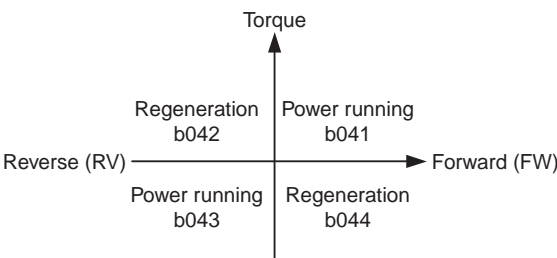 Torque
Regeneration
b042
Power running
b041
Reverse (RV)
Forward (FW)
Power running
b043
Regeneration
b044